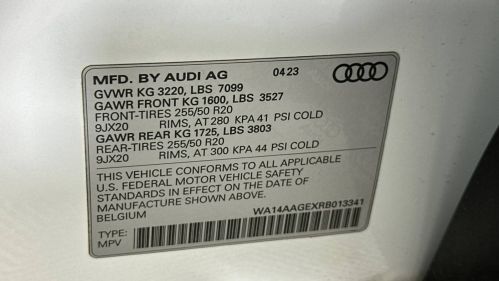 MFD. BY AUDI AG 04 23
GVWR KG 3220, LBS 7099
GAWR FRONT KG 1600, LBS 3527
FRONT-TIRES 255/50 R20
9JX20 RIMS, AT 280 KPA 41 PSI COLD
GAWR REAR KG 1725, LBS 3803
REAR-TIRES 255/50 R20
9JX20 RIMS, AT 300 KPA 44 PSI COLD
THIS VEHICLE CONFORMS TO ALL APPLICABLE
U.S. FEDERAL MOTOR VEHICLE SAFETY
STANDARDS IN EFFECT ON THE DATE OF
MANUFACTURE SHOWN ABOVE.
BELGIUM
WA14AAGEXRB013341
TYPE:
MPV